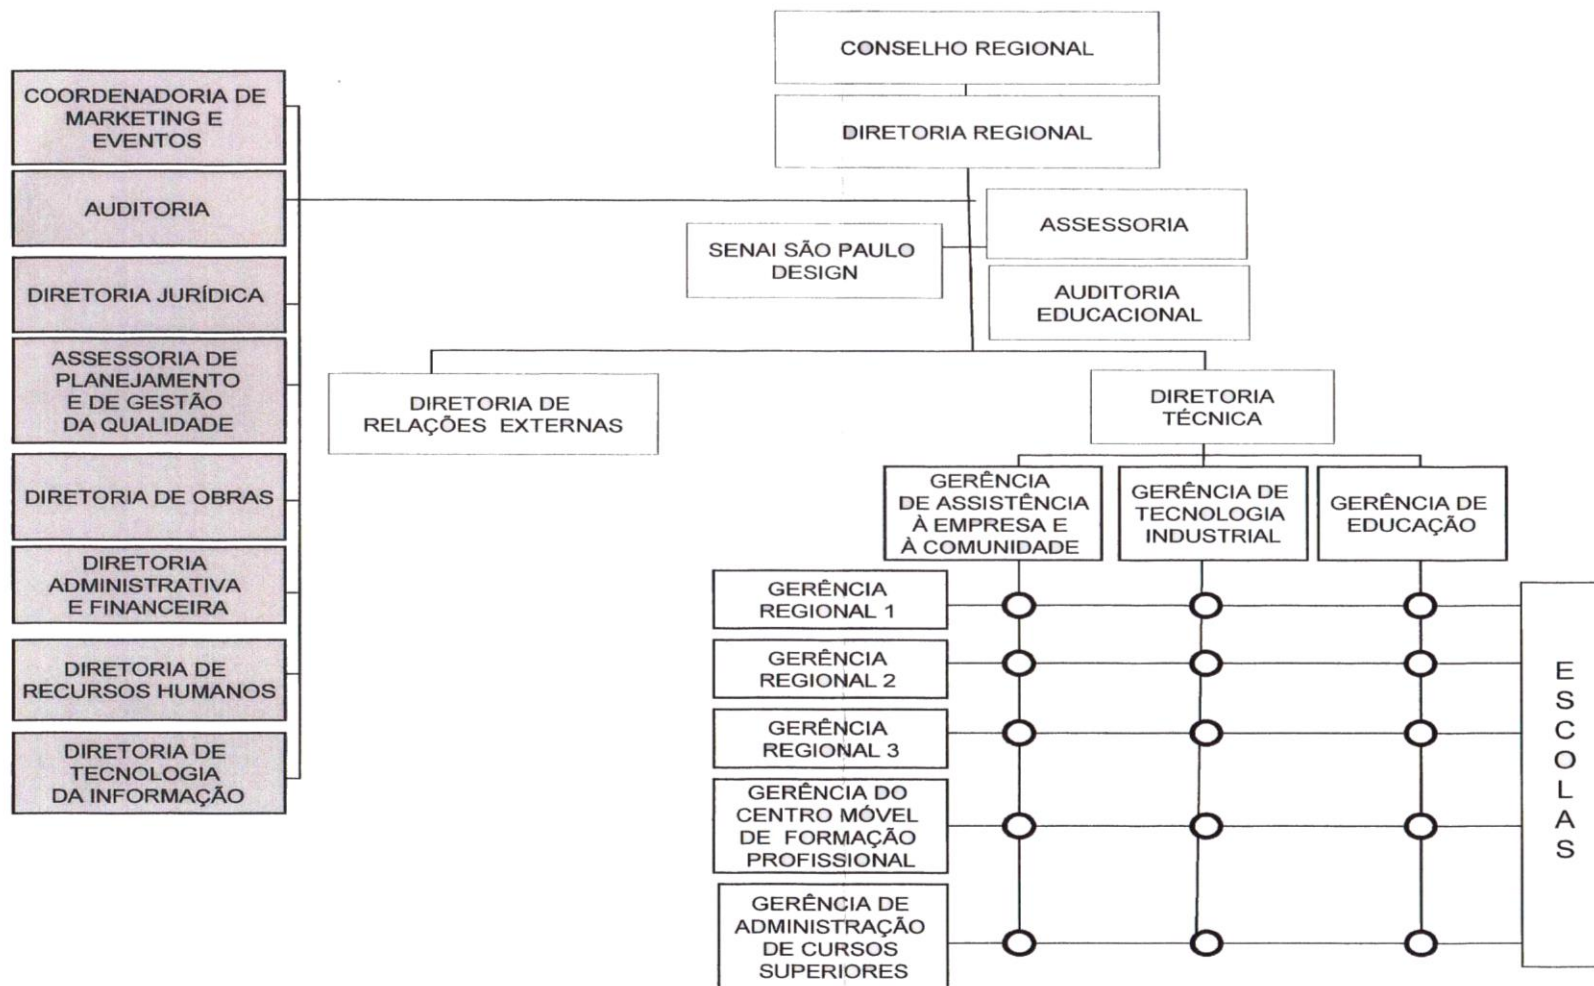 CONSELHO REGIONAL
DIRETORIA REGIONAL
COORDENADORIA DE
MARKETING E
EVENTOS
AUDITORIA
DIRETORIA JURÍDICA
ASSESSORIA DE
PLANEJAMENTO
E DE GESTÃO
DA QUALIDADE
DIRETORIA DE OBRAS
DIRETORIA
ADMINISTRATIVA
E FINANCEIRA
DIRETORIA DE
RECURSOS HUMANOS
DIRETORIA DE
TECNOLOGIA
DA INFORMAÇÃO
SENAI SÃO PAULO
DESIGN
ASSESSORIA
AUDITORIA
EDUCACIONAL
DIRETORIA DE
RELAÇÕES EXTERNAS
DIRETORIA
TÉCNICA
GERÊNCIA
DE ASSISTÊNCIA
À EMPRESA E
À COMUNIDADE
GERÊNCIA DE
TECNOLOGIA
INDUSTRIAL
GERÊNCIA DE
EDUCAÇÃO
GERÊNCIA
REGIONAL 1
GERÊNCIA
REGIONAL 2
GERÊNCIA
REGIONAL 3
GERÊNCIA DO
CENTRO MÓVEL
DE FORMAÇÃO
PROFISSIONAL
GERÊNCIA DE
ADMINISTRAÇÃO
DE CURSOS
SUPERIORES
ESCOLAS